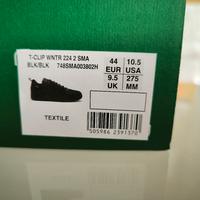 T-CLIP WNTR 224 2 SMA
BLK/BLK 748SMA003802H
44 10.5
EUR USA
9.5 275
UK MM
TEXTILE
5059862391370